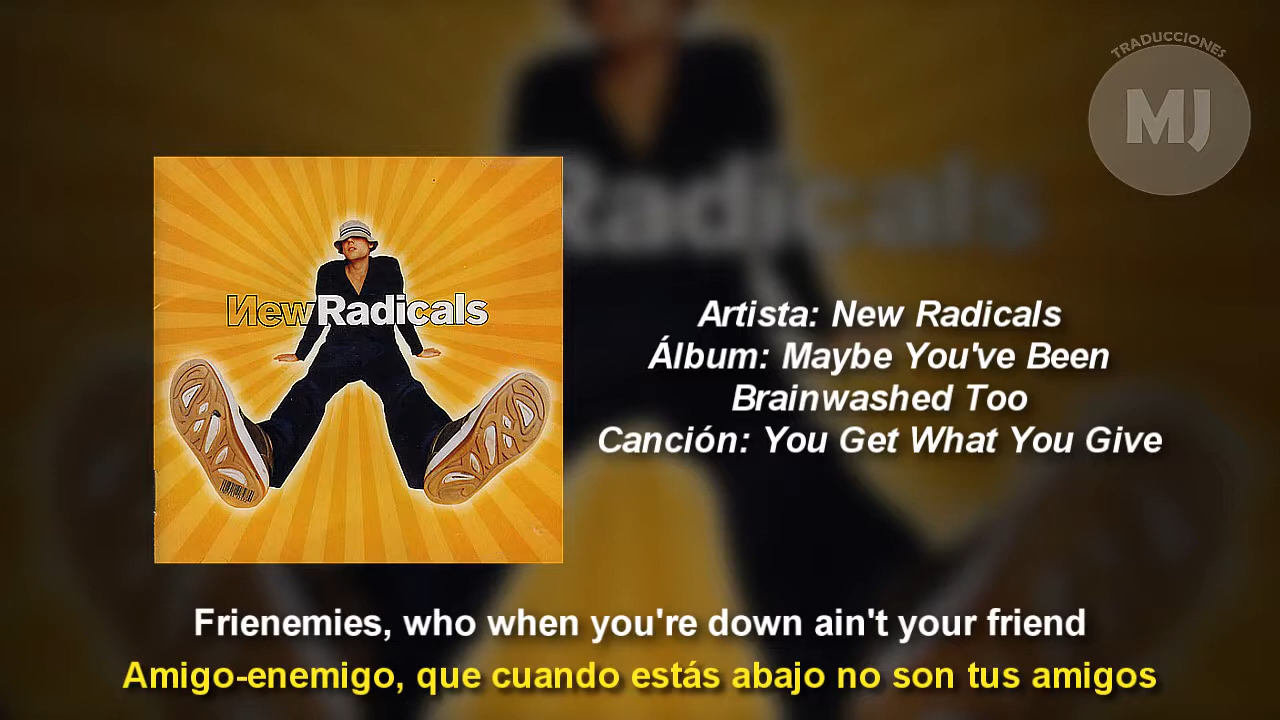 TRADUCCIONES
MJ
Radicals
New Radicals
Artista: New Radicals
Álbum: Maybe You've Been
Brainwashed Too
Canción: You Get What You Give
Frienemies, who when you're down ain't your friend
Amigo-enemigo, que cuando estás abajo no son tus amigos